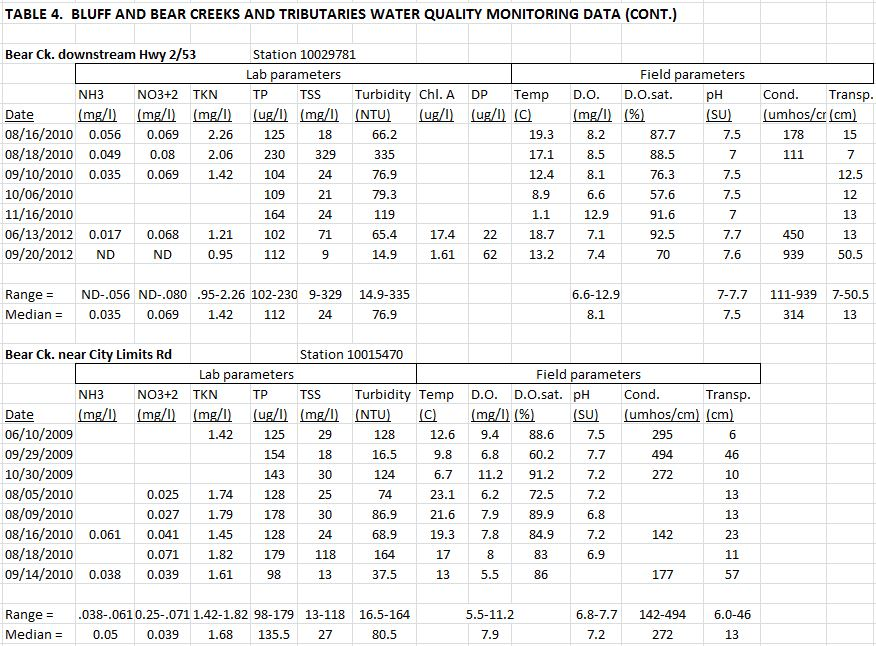 TABLE 4. BLUFF AND BEAR CREEKS AND TRIBUTARIES WATER QUALITY MONITORING DATA (CONT.)
Bear Ck. downstream Hwy 2/53 Station 10029781
Lab parameters Field parameters
NH3 NO3+2 TKN TP TSS Turbidity Chl. A DP Temp D.O. D.O.sat. pH Cond. Transp.
Date (mg/l) (mg/l) (mg/l) (ug/l) (mg/l) (NTU) (ug/l) (ug/l) (C) (mg/l) (%) (SU) (umhos/cr (cm)
08/16/2010 0.056 0.069 2.26 125 18 66.2 19.3 8.2 87.7 7.5 178 15
08/18/2010 0.049 0.08 2.06 230 329 335 17.1 8.5 88.5 7 111 7
09/10/2010 0.035 0.069 1.42 104 24 76.9 12.4 8.1 76.3 7.5 12.5
10/06/2010 109 21 79.3 8.9 6.6 57.6 7.5 12
11/16/2010 164 24 119 1.1 12.9 91.6 7 13
06/13/2012 0.017 0.068 1.21 102 71 65.4 17.4 22 18.7 7.1 92.5 7.7 450 13
09/20/2012 ND ND 0.95 112 9 14.9 1.61 62 13.2 7.4 70 7.6 939 50.5
Range = ND-.056 ND-.080 .95-2.26 102-230 9-329 14.9-335 6.6-12.9 7-7.7 111-939 7-50.5
Median = 0.035 0.069 1.42 112 24 76.9 8.1 7.5 314 13
Bear Ck. near City Limits Rd Station 10015470
Lab parameters Field parameters
NH3 NO3+2 TKN TP TSS Turbidity Temp D.O. D.O.sat. pH Cond. Transp.
Date (mg/l) (mg/l) (mg/l) (ug/l) (mg/l) (NTU) (C) (mg/l) (%) (SU) (umhos/cm) (cm)
06/10/2009 1.42 125 29 128 12.6 9.4 88.6 7.5 295 6
09/29/2009 154 18 16.5 9.8 6.8 60.2 7.7 494 46
10/30/2009 143 30 124 6.7 11.2 91.2 7.2 272 10
08/05/2010 0.025 1.74 128 25 74 23.1 6.2 72.5 7.2 13
08/09/2010 0.027 1.79 178 30 86.9 21.6 7.9 89.9 6.8 13
08/16/2010 0.061 0.041 1.45 128 24 68.9 19.3 7.8 84.9 7.2 142 23
08/18/2010 0.071 1.82 179 118 164 17 8 83 6.9 11
09/14/2010 0.038 0.039 1.61 98 13 37.5 13 5.5 86 177 57
Range = .038-.061 0.25-.071 1.42-1.82 98-179 13-118 16.5-164 5.5-11.2 6.8-7.7 142-494 6.0-46
Median = 0.05 0.039 1.68 135.5 27 80.5 7.9 7.2 272 13